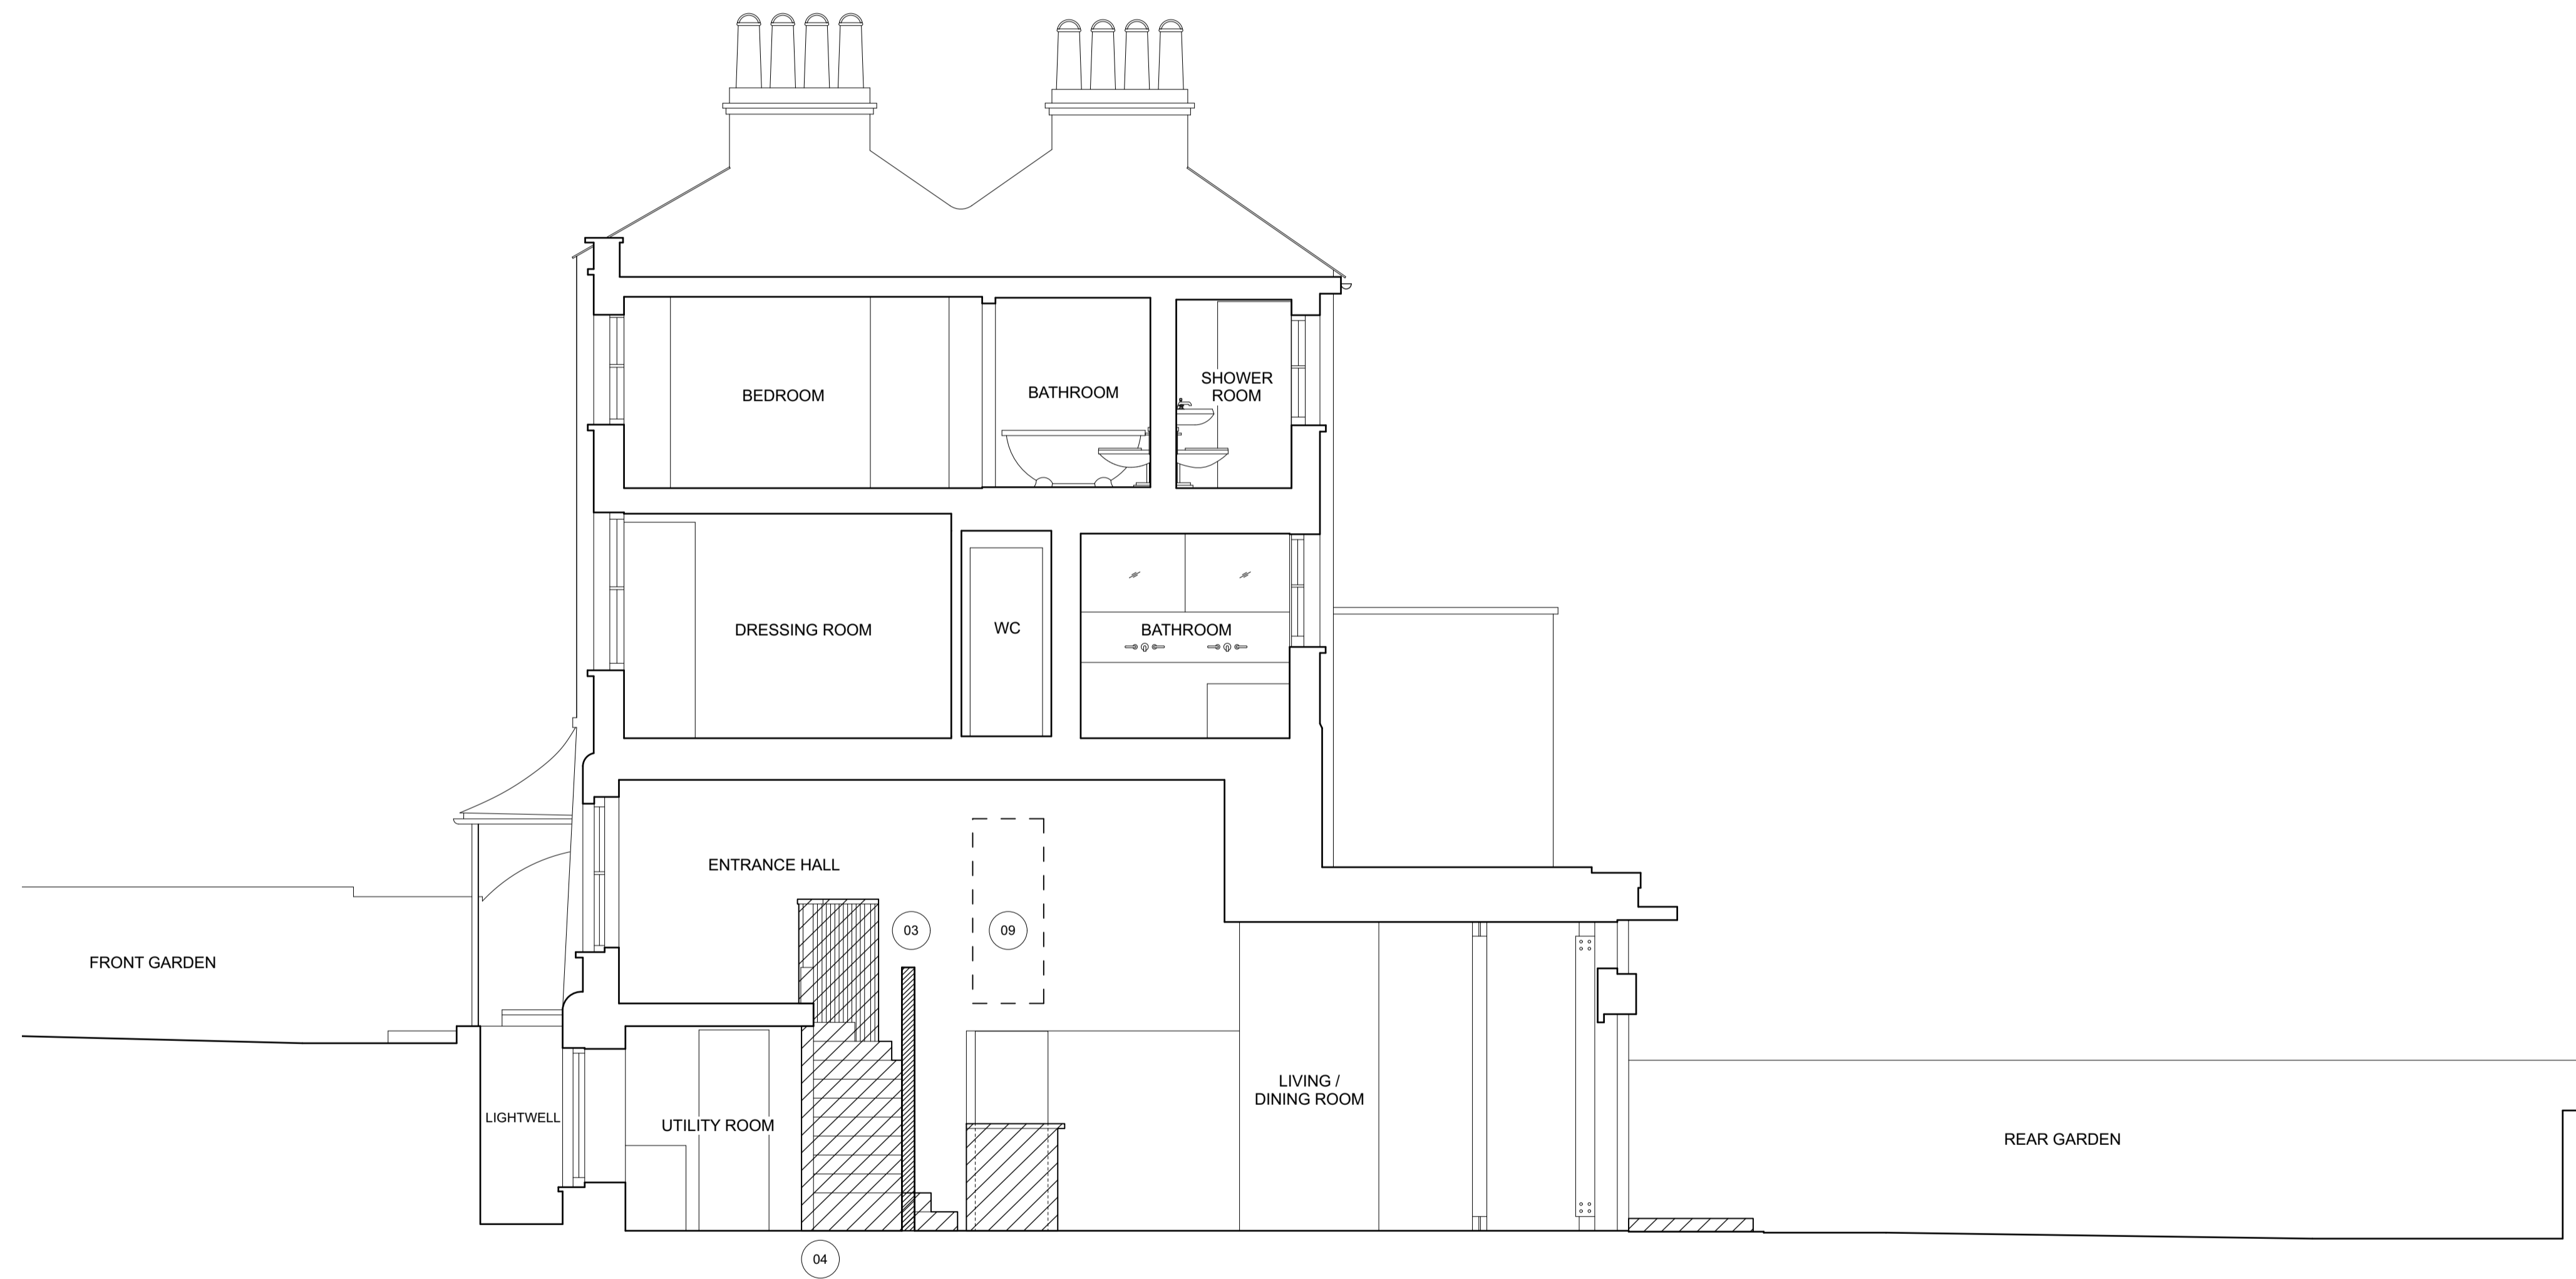 BEDROOM
BATHROOM
SHOWER
ROOM
DRESSING ROOM
WC
BATHROOM
ENTRANCE HALL
03
09
FRONT GARDEN
LIGHTWELL
UTILITY ROOM
LIVING /
DINING ROOM
REAR GARDEN
04